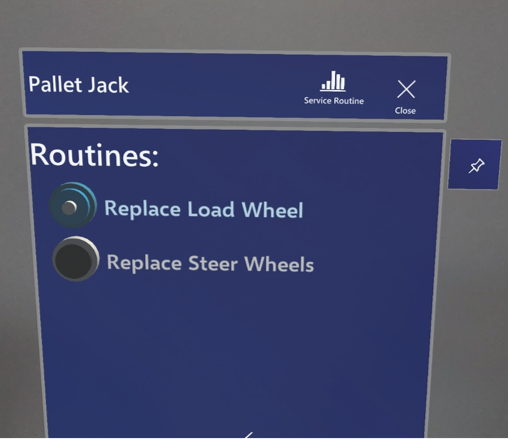 Pallet Jack
Service Routine
Close
Routines:
Replace Load Wheel
Replace Steer Wheels